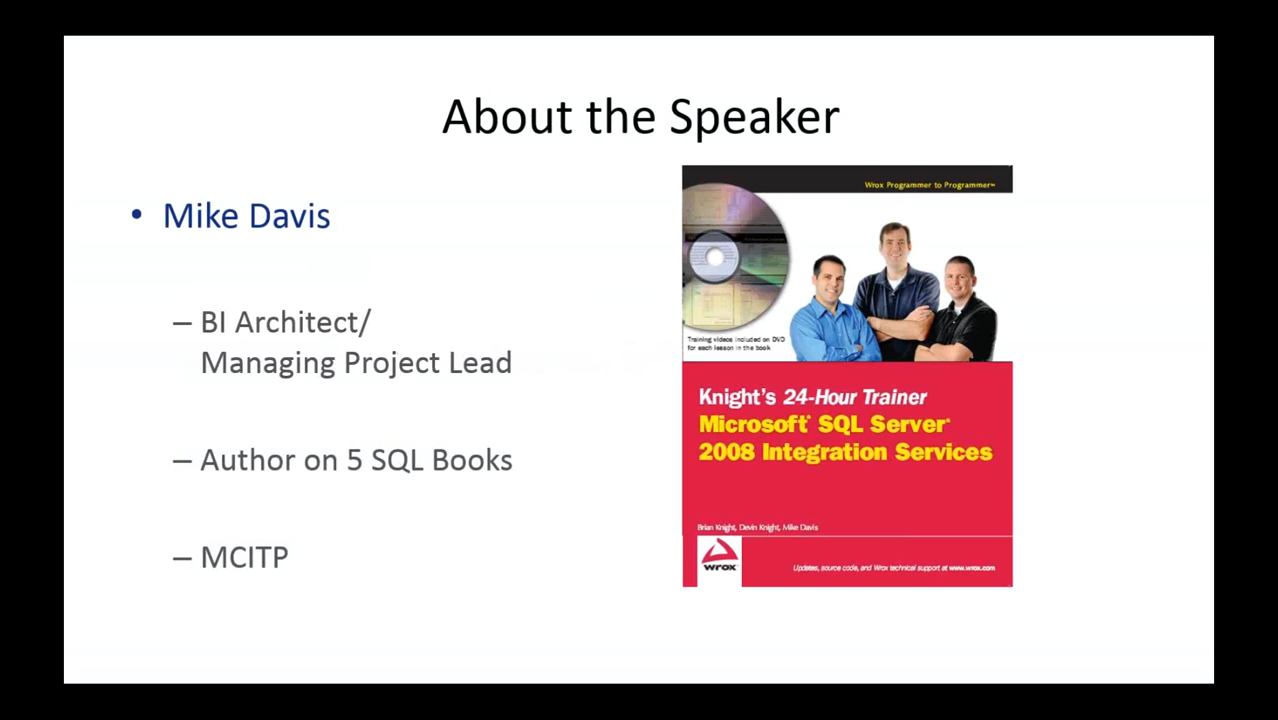 About the Speaker
• Mike Davis
– BI Architect/
Managing Project Lead
– Author on 5 SQL Books
– MCITP
Wrox Programmer to Programmer™
Training videos included on DVD
for each lesson in the book
Knight's 24-Hour Trainer
Microsoft® SQL Server®
2008 Integration Services
Brian Knight, Devin Knight, Mike Davis
wrox
Updates, source code, and Wrox technical support at www.wrox.com